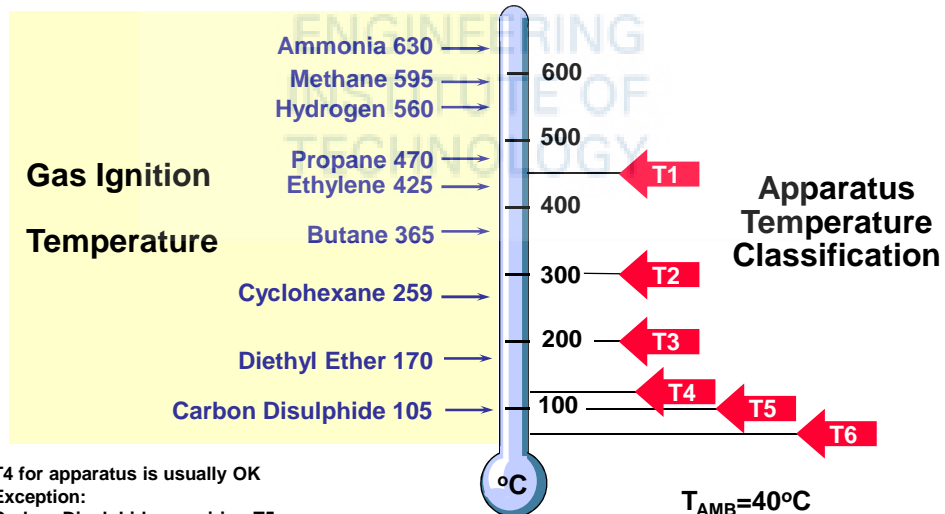 ENGINEERING
INSTITUTE OF
TECHNOLOGY
Gas Ignition
Temperature
Ammonia 630
Methane 595
Hydrogen 560
Propane 470
Ethylene 425
Butane 365
Cyclohexane 259
Diethyl Ether 170
Carbon Disulphide 105
600
500
400
300
200
100
oC
T1
T2
T3
T4
T5
T6
Apparatus
Temperature
Classification
T4 for apparatus is usually OK
Exception:
TAMB=40oC